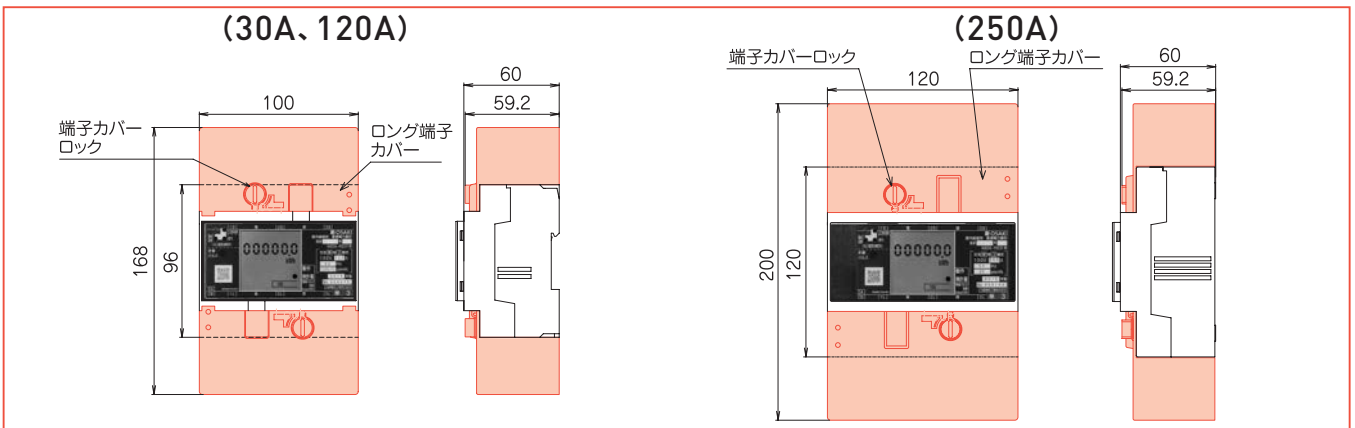 (30A、120A)
100
60
59.2
端子カバー
ロック
ロング端子
カバー
168
96
000000
(250A)
端子カバーロック
ロング端子カバー
120
60
59.2
200
120
000000